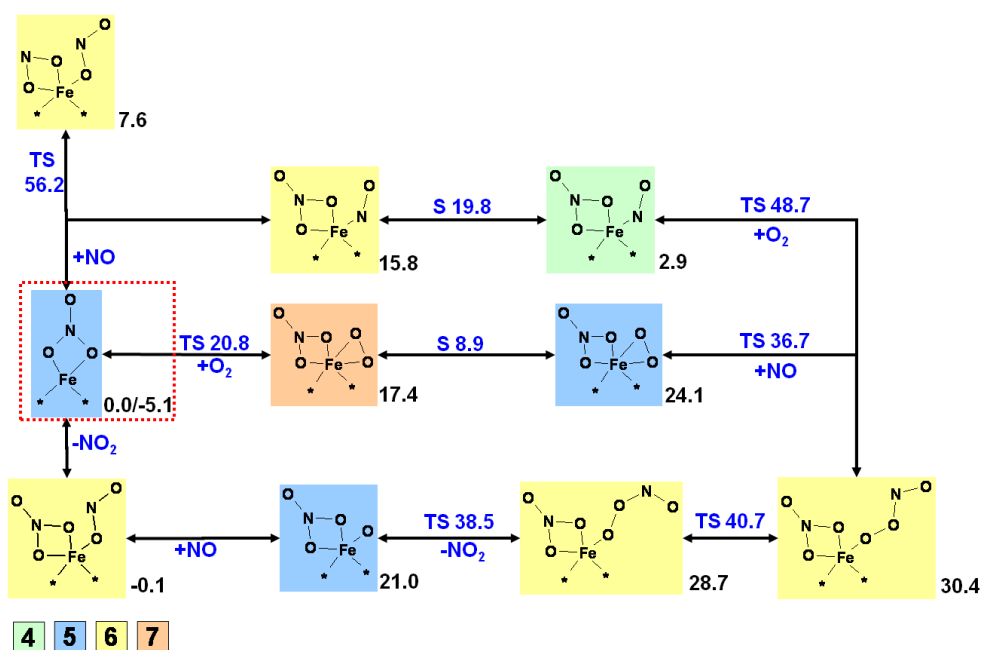 O
N
N
O
O
O
Fe
*
*
7.6
TS
56.2
+NO
O
O
N
O
O
N
Fe
*
*
15.8
S 19.8
O
O
N
O
O
N
Fe
*
*
2.9
TS 48.7
+O₂
O
N
O
O
Fe
*
*
0.0/-5.1
TS 20.8
+O₂
O
N
O
O
O
O
Fe
*
*
17.4
S 8.9
O
N
O
O
O
O
Fe
*
*
24.1
TS 36.7
+NO
-NO₂
O
O
N
N
O
O
O
Fe
*
*
-0.1
+NO
O
N
O
O
O
Fe
*
*
21.0
TS 38.5
-NO₂
O
N
O
O
O
O
N
O
Fe
*
*
28.7
TS 40.7
O
N
O
O
O
O
N
O
Fe
*
*
30.4
4 5 6 7